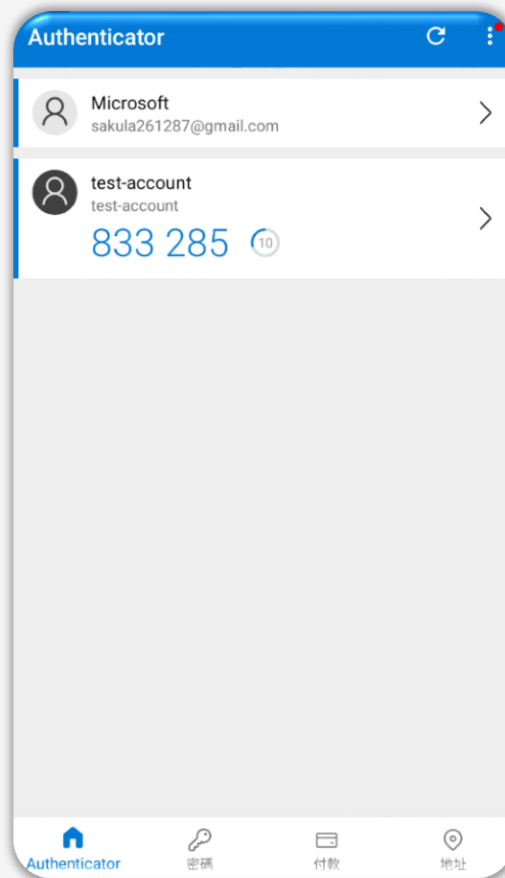 Authenticator
Microsoft
sakula261287@gmail.com
test-account
test-account
833 285
10
Authenticator
密碼
付款
地址